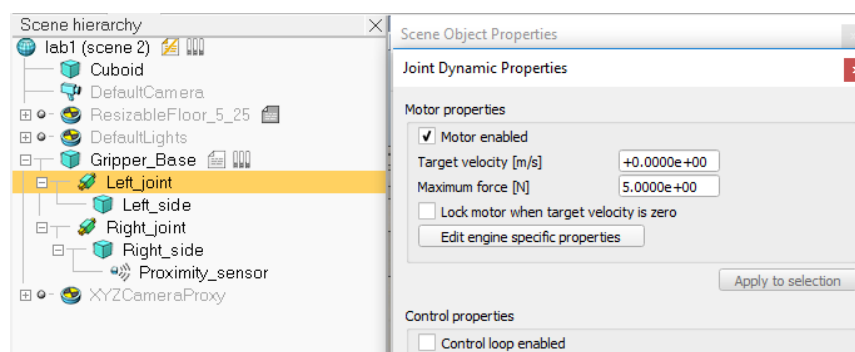 Scene hierarchy
lab1 (scene 2)
Cuboid
DefaultCamera
ResizableFloor_5_25
DefaultLights
Gripper_Base
Left_joint
Left_side
Right_joint
Right_side
Proximity_sensor
XYZCameraProxy
Scene Object Properties
Joint Dynamic Properties
Motor properties
Motor enabled
Target velocity [m/s] +0.0000e+00
Maximum force [N] 5.0000e+00
Lock motor when target velocity is zero
Edit engine specific properties
Apply to selection
Control properties
Control loop enabled